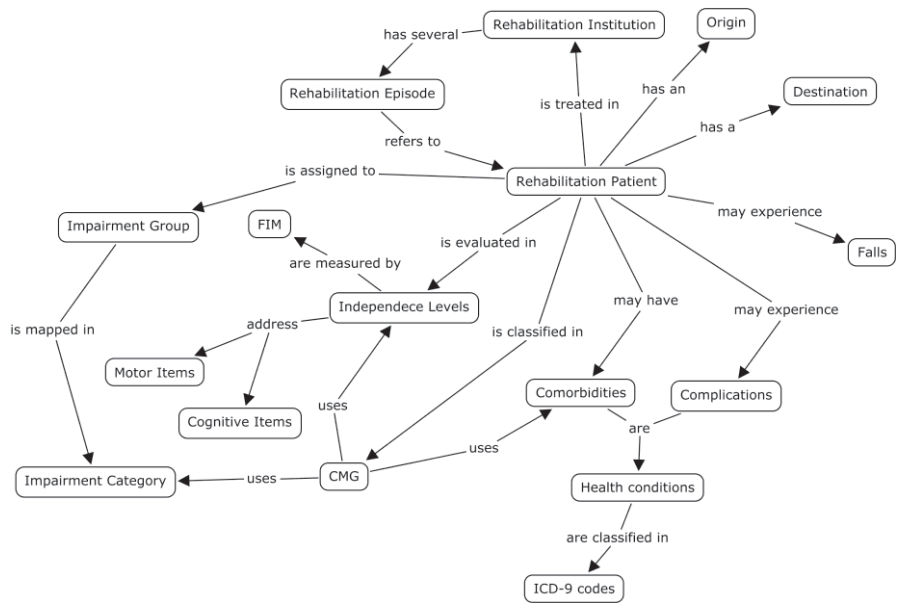 Rehabilitation Institution
Origin
has several
Rehabilitation Episode
is treated in
has an
Destination
has a
refers to
is assigned to
Rehabilitation Patient
may experience
Impairment Group
FIM
is evaluated in
Falls
are measured by
Independece Levels
may have
may experience
is mapped in
address
is classified in
Motor Items
Comorbidities
Complications
uses
Cognitive Items
are
uses
Impairment Category
uses
CMG
Health conditions
are classified in
ICD-9 codes